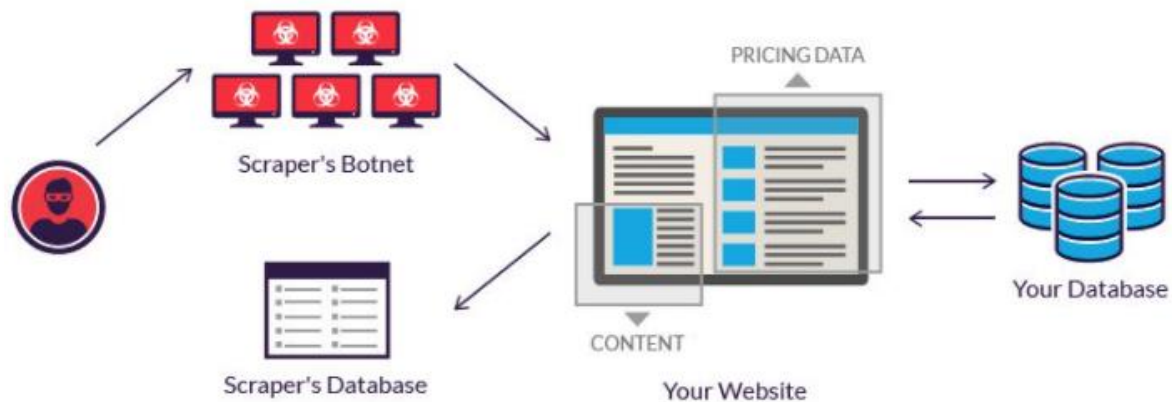 PRICING DATA
Scraper's Botnet
Your Database
CONTENT
Scraper's Database
Your Website